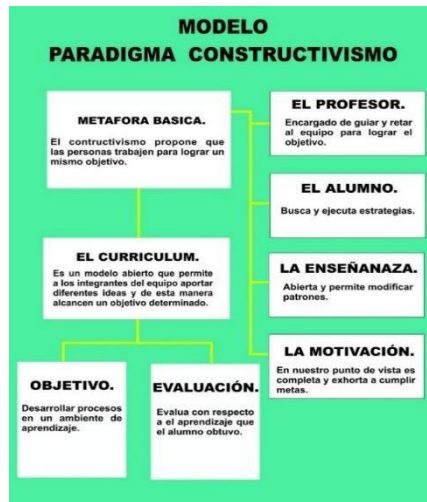 MODELO
PARADIGMA CONSTRUCTIVISMO
METAFORA BASICA.
El contructivismo propone que
las personas trabajen para lograr un
mismo objetivo.
EL PROFESOR.
Encargado de guiar y retar
al equipo para lograr el
objetivo.
EL ALUMNO.
Busca y ejecuta estrategias.
EL CURRICULUM.
Es un modelo abierto que permite
a los integrantes del equipo aportar
diferentes ideas y de esta manera
alcancen un objetivo determinado.
LA ENSEÑANAZA.
Abierta y permite modificar
patrones.
LA MOTIVACIÓN.
En nuestro punto de vista es
completa y exhorta a cumplir
metas.
OBJETIVO.
Desarrollar procesos
en un ambiente de
aprendizaje.
EVALUACIÓN.
Evalua con respecto
a el aprendizaje que
el alumno obtuvo.